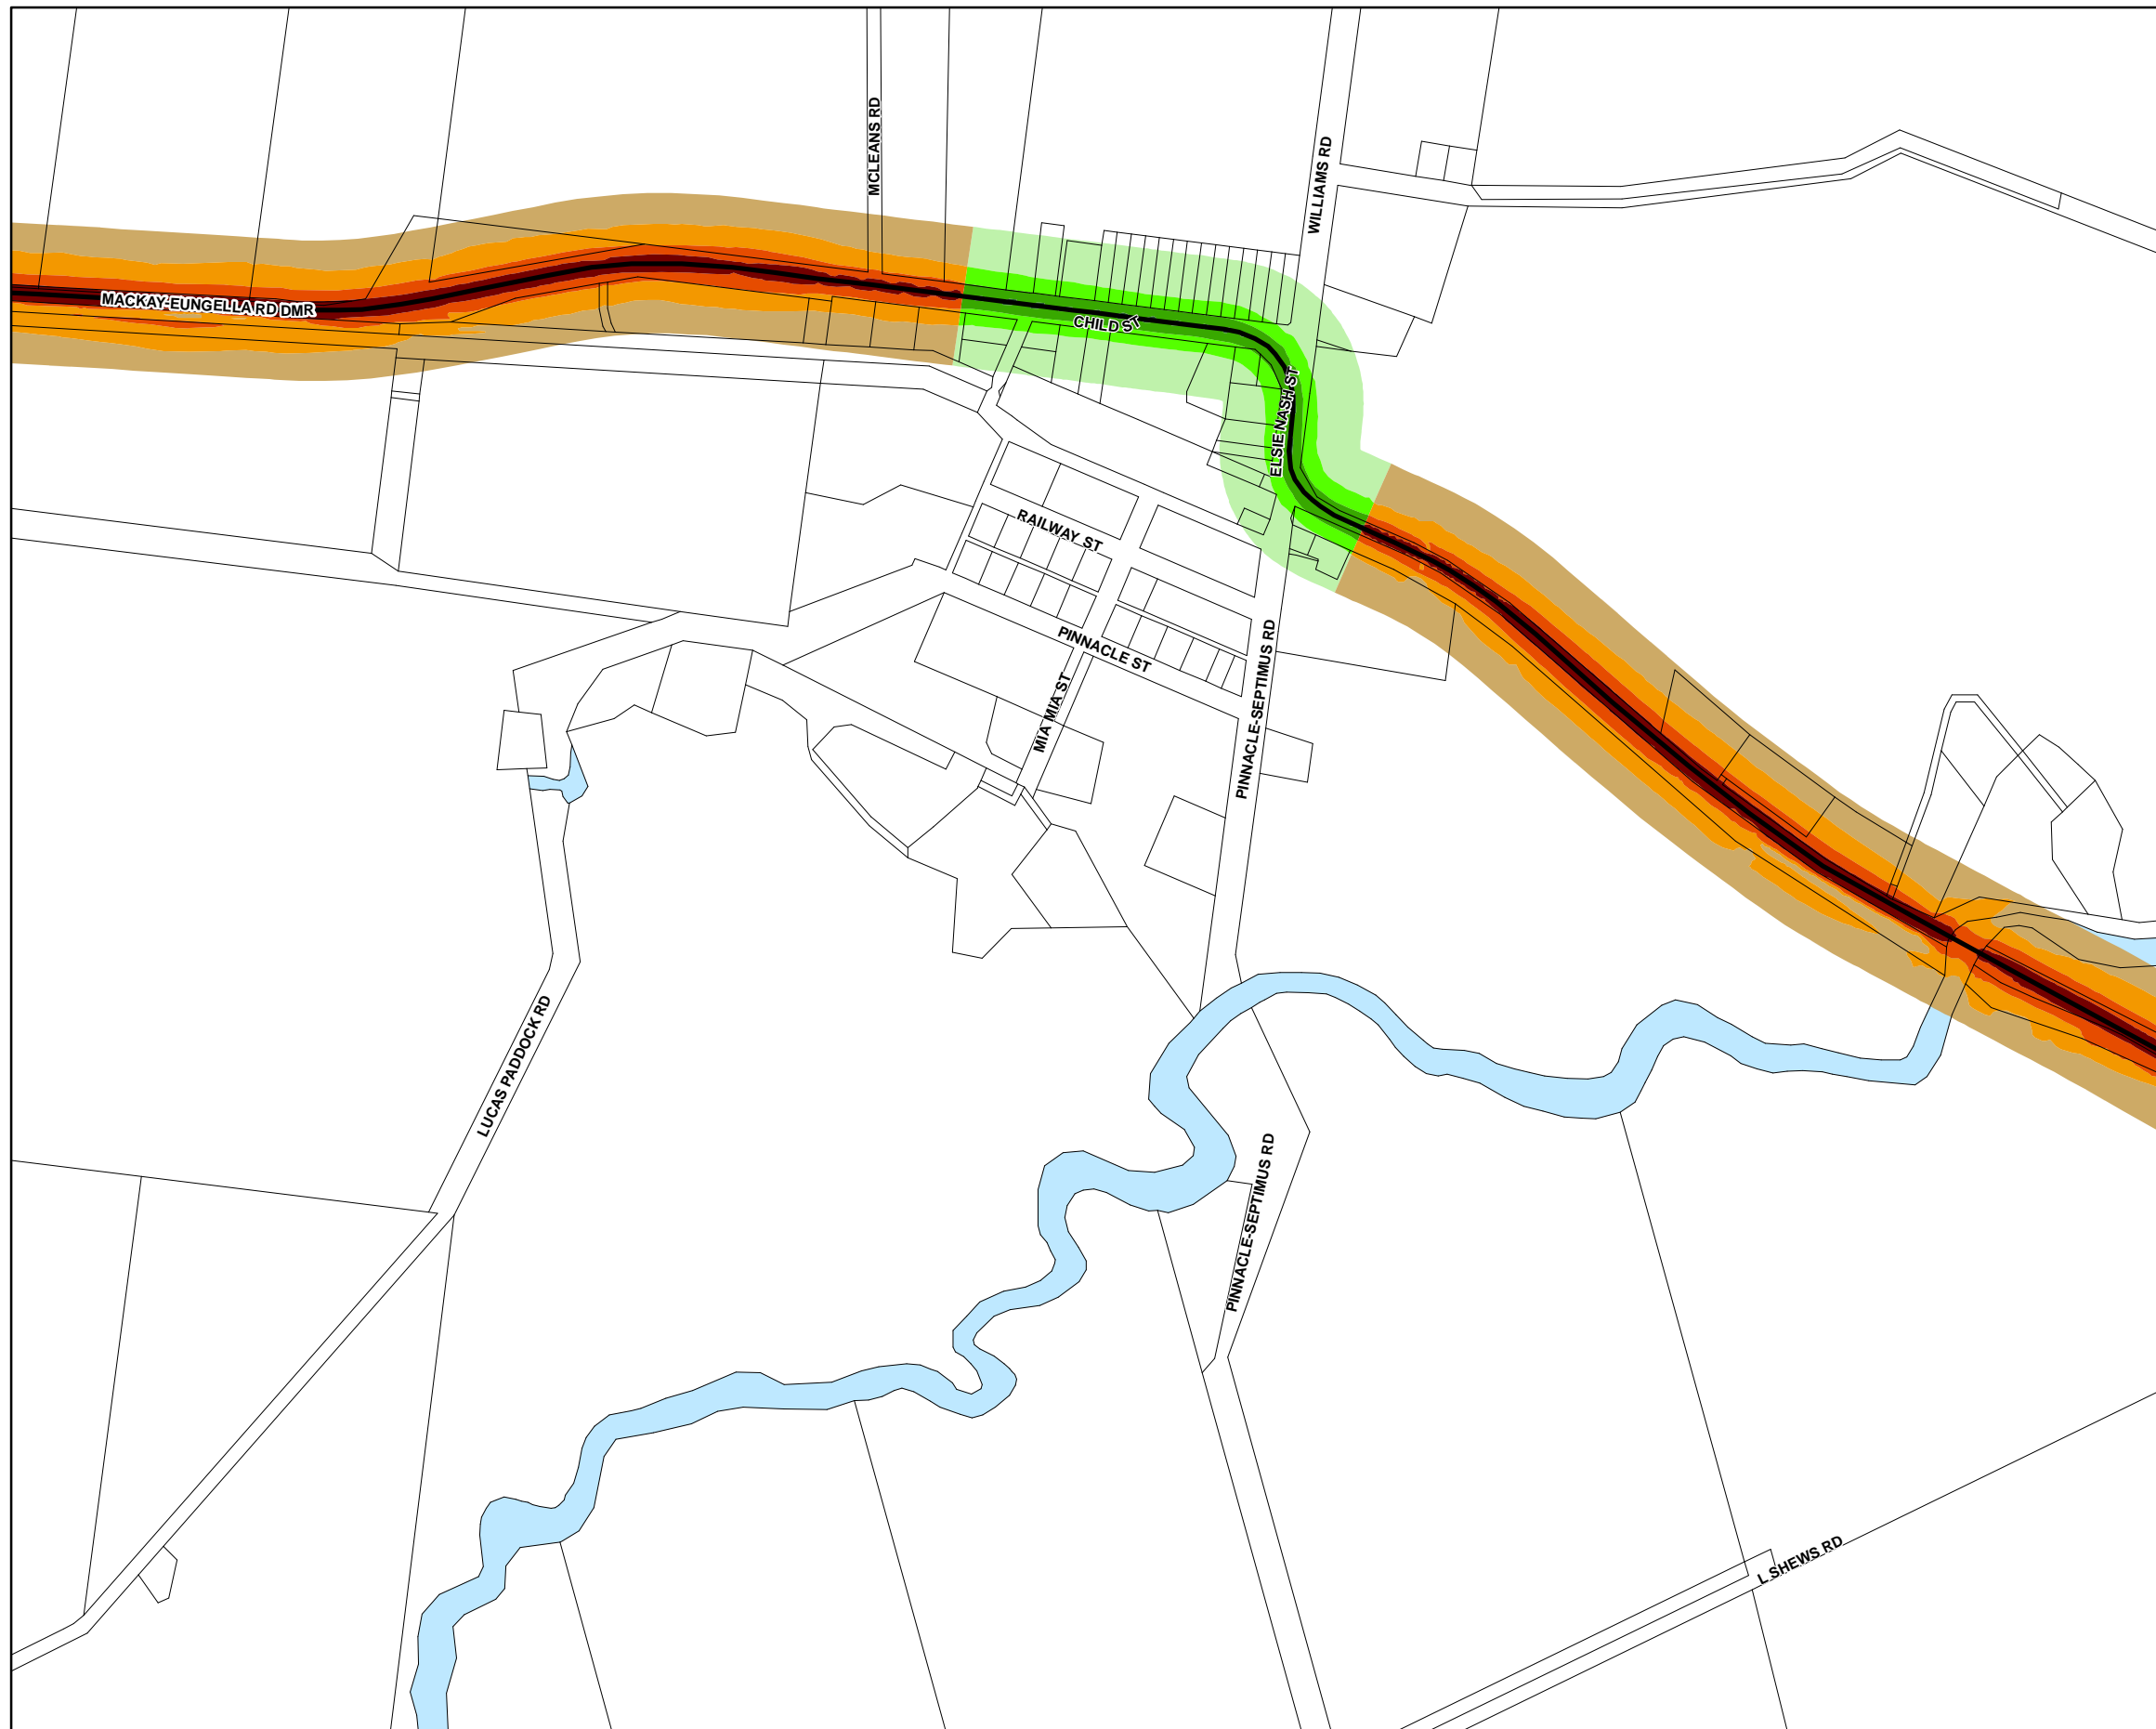 MCLEANS RD
WILLIAMS RD
MACKAY-EUNGELLA RD DMR
CHILD ST
ELSIE NASH ST
RAILWAY ST
PINNACLE ST
MIA MIA ST
PINNACLE-SEPTIMUS RD
LUCAS PADDOCK RD
PINNACLE-SEPTIMUS RD
L SHEWS RD